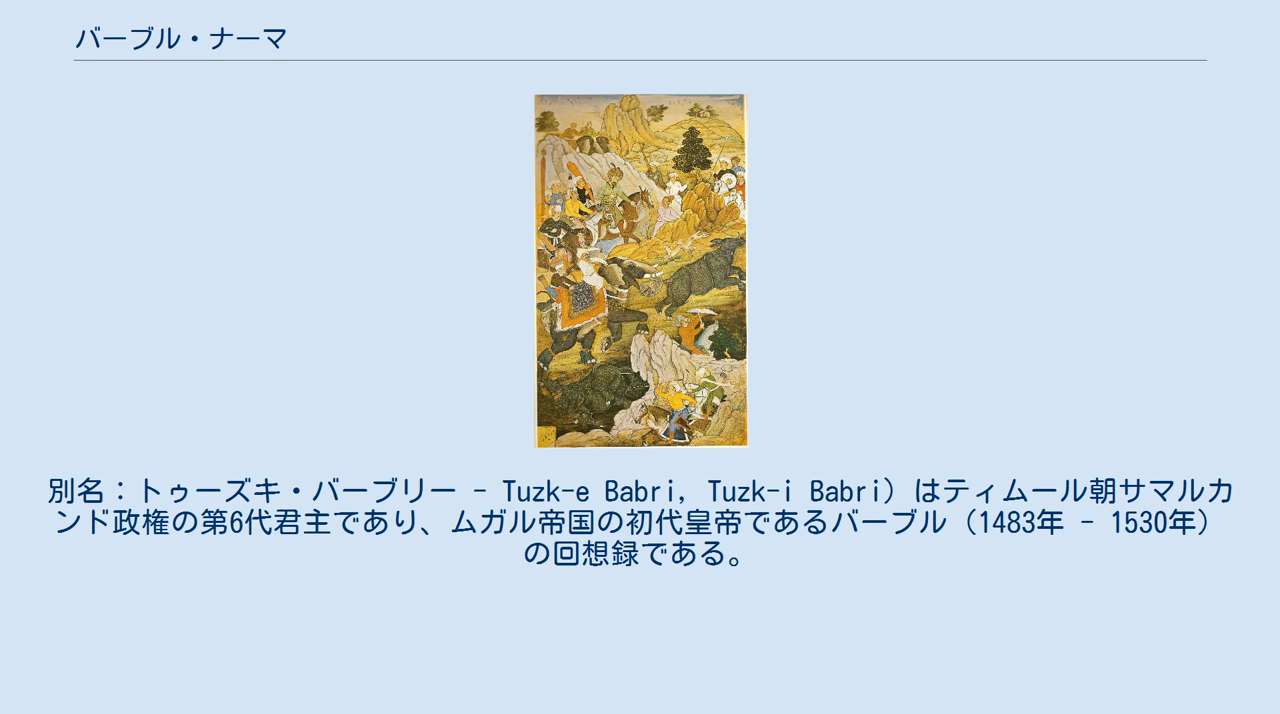 バーブル・ナーマ
別名：トゥーズキ・バーブリー - Tuzk-e Babri, Tuzk-i Babri）はティムール朝サマルカ
ンド政権の第6代君主であり、ムガル帝国の初代皇帝であるバーブル（1483年 - 1530年）
の回想録である。